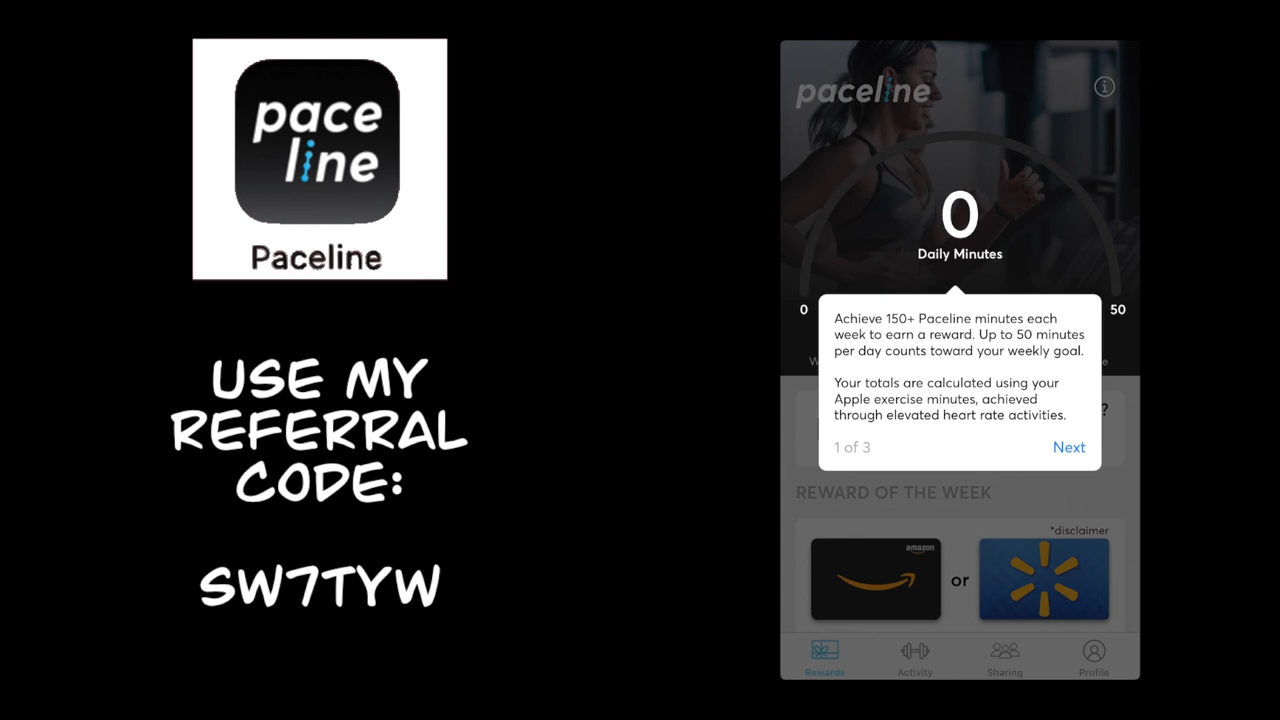 pace
line
Paceline
USE MY
REFERRAL
CODE:
SW7TYW
paceline
i
0
Daily Minutes
0
50
Achieve 150+ Paceline minutes each
week to earn a reward. Up to 50 minutes
per day counts toward your weekly goal.
Your totals are calculated using your
Apple exercise minutes, achieved
through elevated heart rate activities.
1 of 3
Next
W
e
?
REWARD OF THE WEEK
*disclaimer
amazon
or
Rewards
Activity
Sharing
Profile